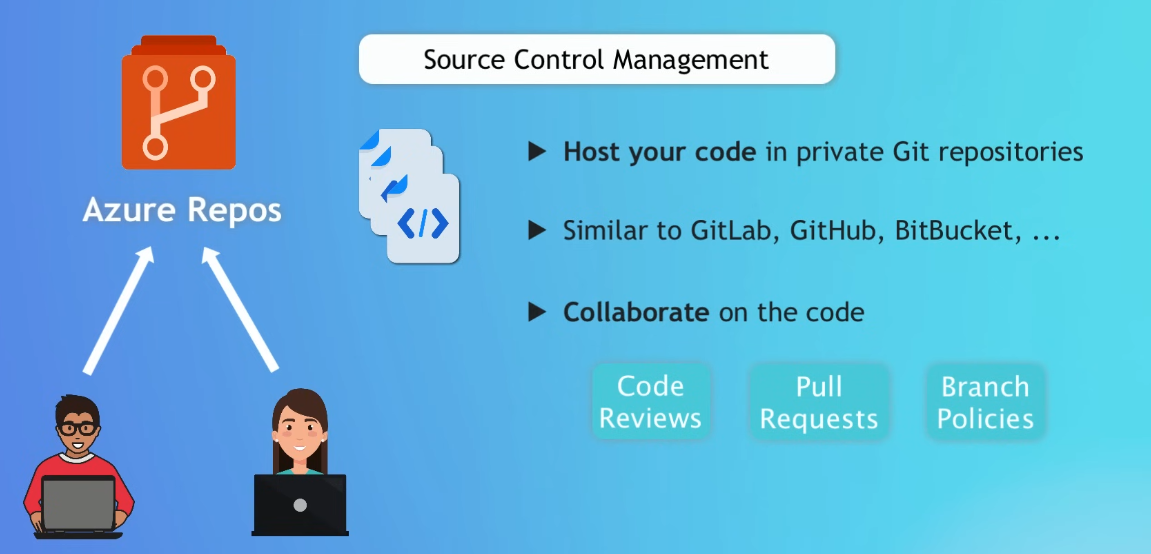 Source Control Management
Azure Repos
▶ Host your code in private Git repositories
▶ Similar to GitLab, GitHub, BitBucket, ...
▶ Collaborate on the code
Code
Reviews
Pull
Requests
Branch
Policies
</>